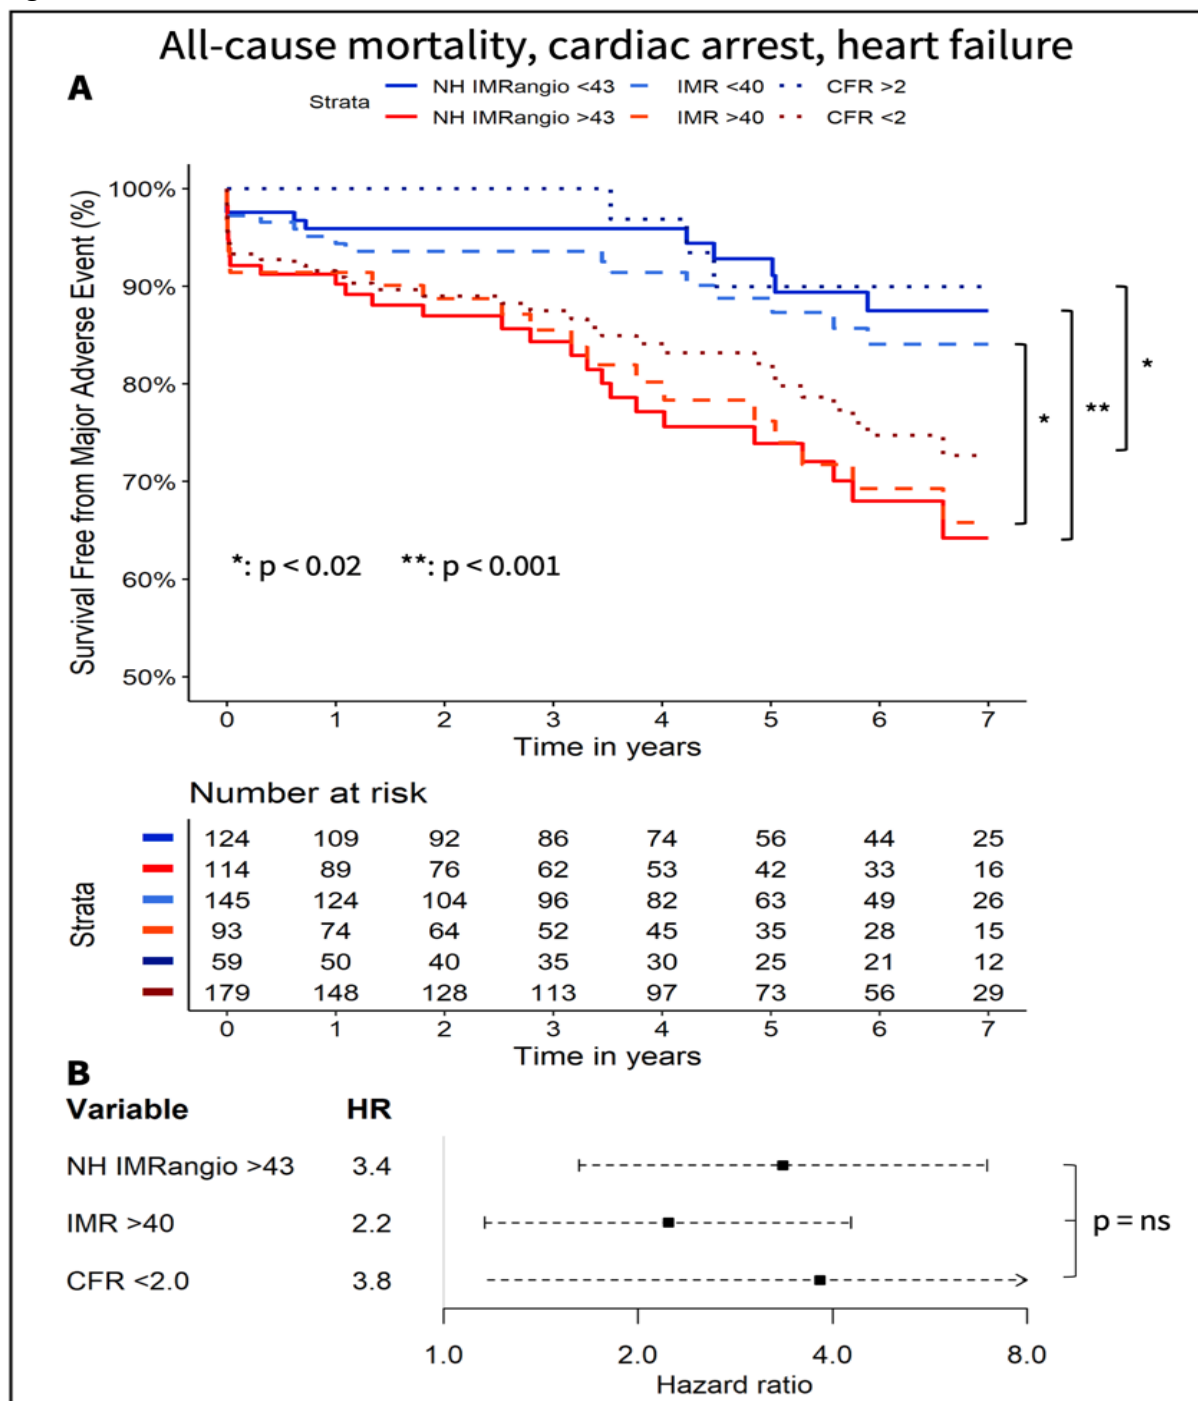 All-cause mortality, cardiac arrest, heart failure
A
Strata
NH IMRangio <43 IMR <40 CFR >2
NH IMRangio >43 IMR >40 CFR <2
Survival Free from Major Adverse Event (%)
100%
90%
80%
70%
60%
50%
*
**
*
*: p < 0.02 **: p < 0.001
0 1 2 3 4 5 6 7
Time in years
Number at risk
Strata
124 109 92 86 74 56 44 25
114 89 76 62 53 42 33 16
145 124 104 96 82 63 49 26
93 74 64 52 45 35 28 15
59 50 40 35 30 25 21 12
179 148 128 113 97 73 56 29
0 1 2 3 4 5 6 7
Time in years
B
Variable HR
NH IMRangio >43 3.4
IMR >40 2.2
CFR <2.0 3.8
p = ns
1.0 2.0 4.0 8.0
Hazard ratio